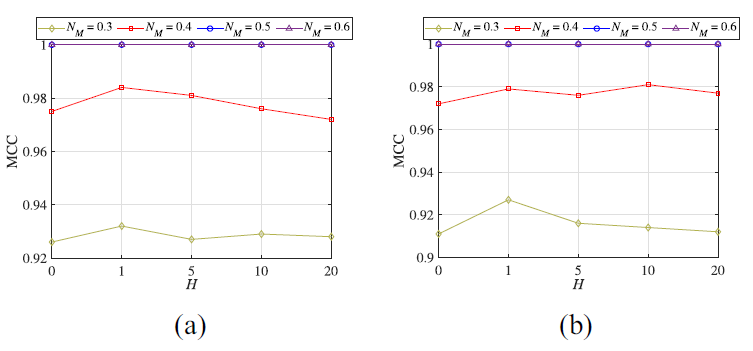 N_M = 0.3 N_M = 0.4 N_M = 0.5 N_M = 0.6
1
0.98
0.96
0.94
0.92
MCC
0 1 5 10 20
H
(a)
N_M = 0.3 N_M = 0.4 N_M = 0.5 N_M = 0.6
1
0.98
0.96
0.94
0.92
0.9
MCC
0 1 5 10 20
H
(b)